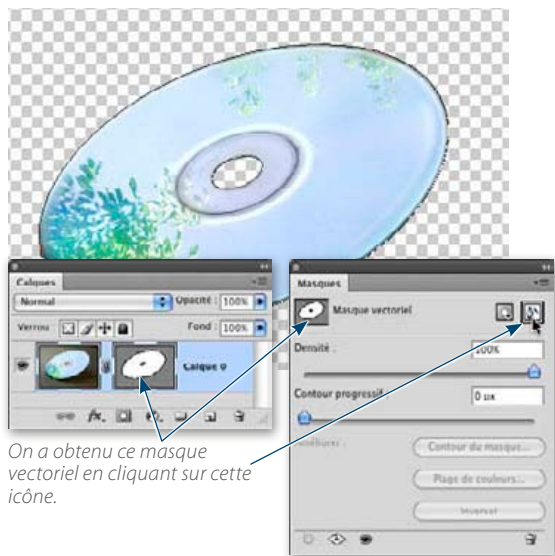 Calques
Normal
Opacité : 100%
Verrou :
Fond : 100%
Calque 0
Masques
Masque vectoriel
Densité :
100%
Contour progressif :
0 px
Améliorer :
Contour du masque...
Plage de couleurs...
Inverser
On a obtenu ce masque
vectoriel en cliquant sur cette
icône.